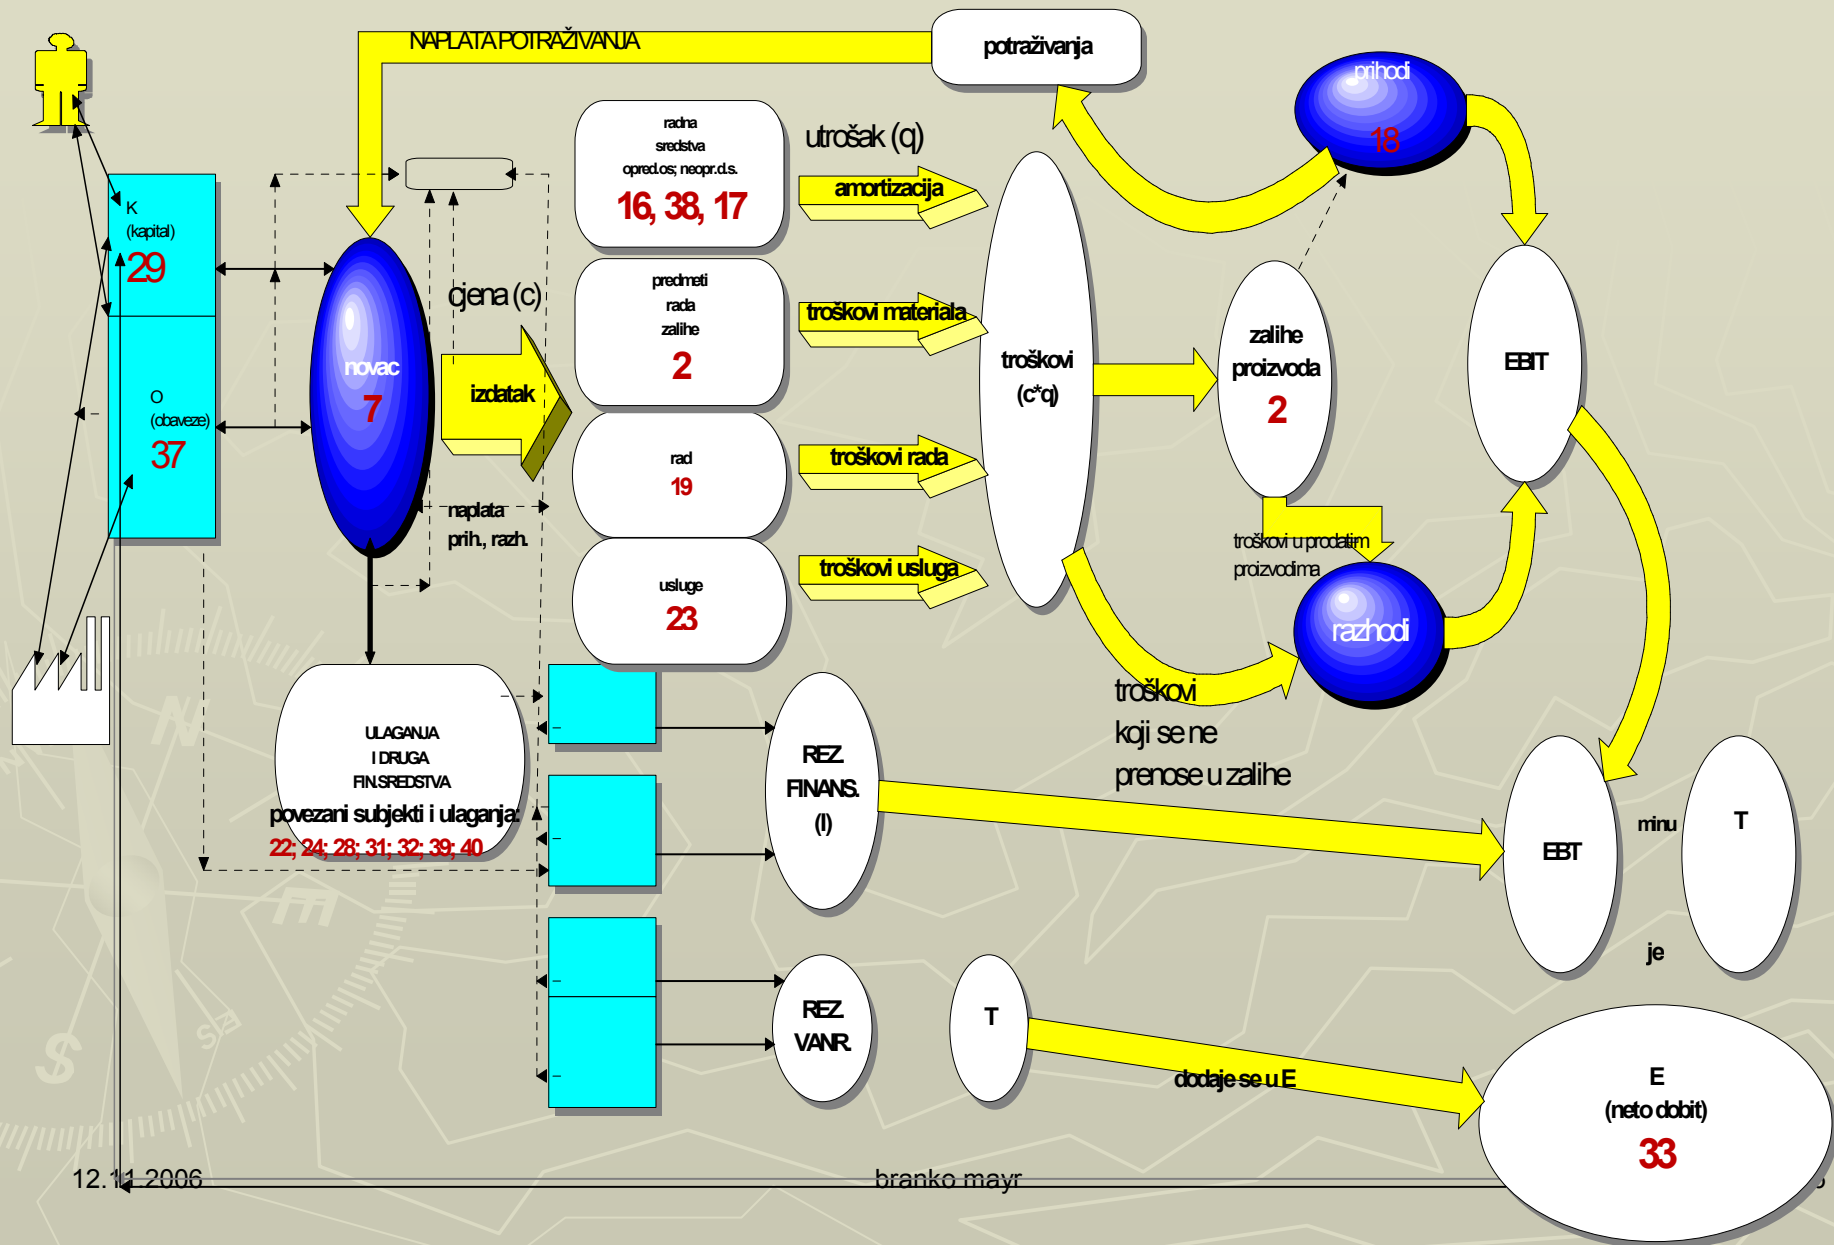 NAPLATA POTRAŽIVANJA
potraživanja
prihodi
18
K
(kapital)
29
O
(obaveze)
37
novac
7
cjena (c)
izdatak
naplata
prih., razh.
radna
sredstva
opred.os; neopr.d.s.
16, 38, 17
predmeti
rada
zalihe
2
rad
19
usluge
23
utrošak (q)
amortizacija
troškovi materiala
troškovi rada
troškovi usluga
troškovi
(c*q)
zalihe
proizvoda
2
EBIT
troškovi u prodatim
proizvodima
razhodi
troškovi
koji se ne
prenose u zalihe
ULAGANJA
I DRUGA
FIN.SREDSTVA
povezani subjekti i ulaganja:
22; 24; 28; 31; 32; 39; 40
REZ.
FINANS.
(I)
EBT
minu
T
je
REZ.
VANR.
T
dodaje se u E
E
(neto dobit)
33
12.11.2006
branko mayr
N
E
S